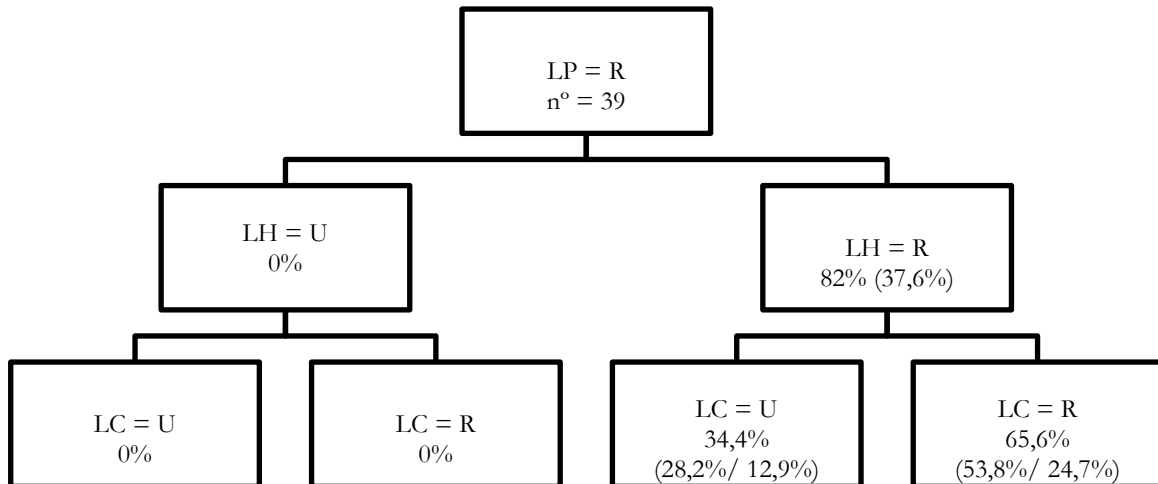 LP = R
nº = 39
LH = U
0%
LH = R
82% (37,6%)
LC = U
0%
LC = R
0%
LC = U
34,4%
(28,2%/ 12,9%)
LC = R
65,6%
(53,8%/ 24,7%)